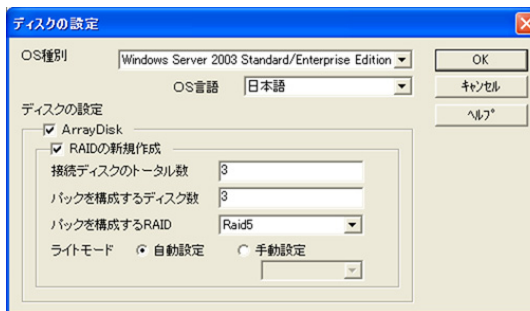 ディスクの設定
OS種別
Windows Server 2003 Standard/Enterprise Edition
OK
OS言語
日本語
キャンセル
ディスクの設定
ヘルプ
ArrayDisk
RAIDの新規作成
接続ディスクのトータル数
3
パックを構成するディスク数
3
パックを構成するRAID
Raid5
ライトモード
自動設定
手動設定